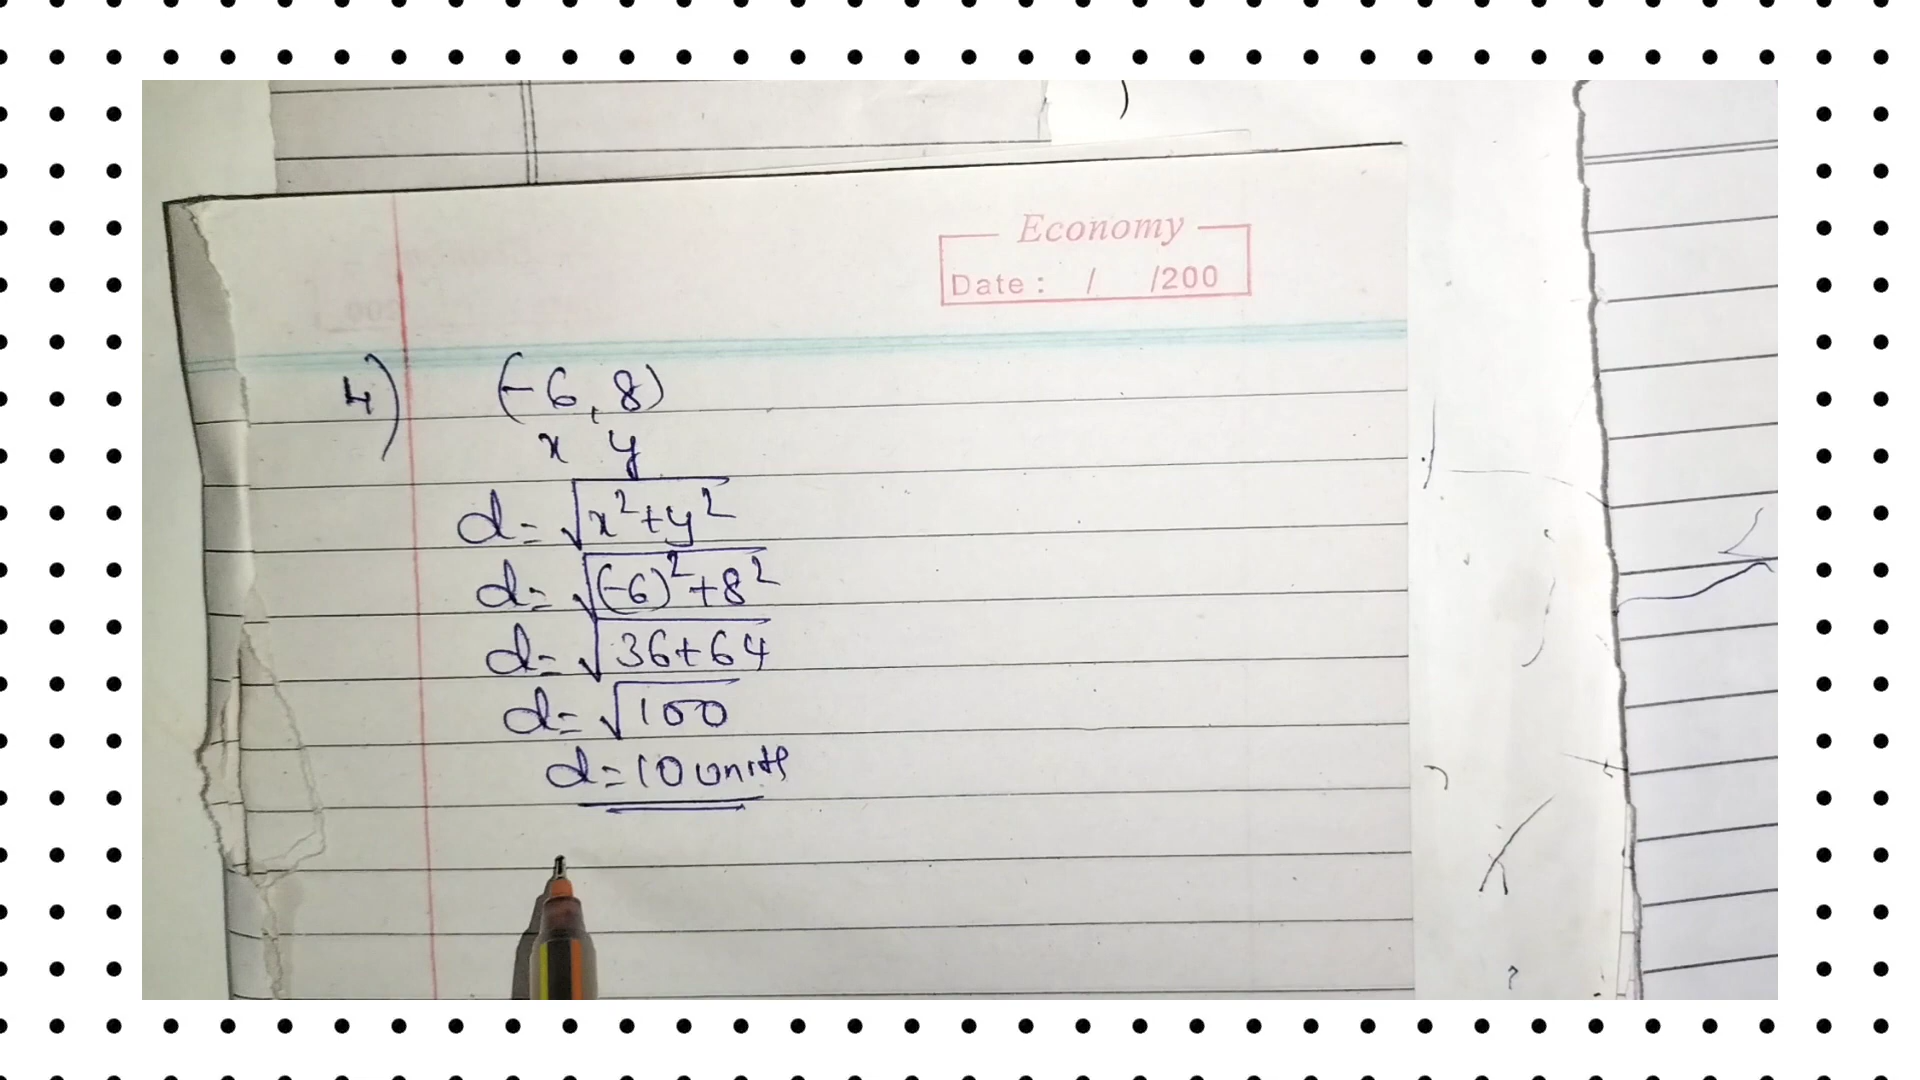 Economy
Date : / /200
4) (-6, 8)
x y
d= √x²+y²
d= √(-6)²+8²
d= √36+64
d= √100
d=10 units